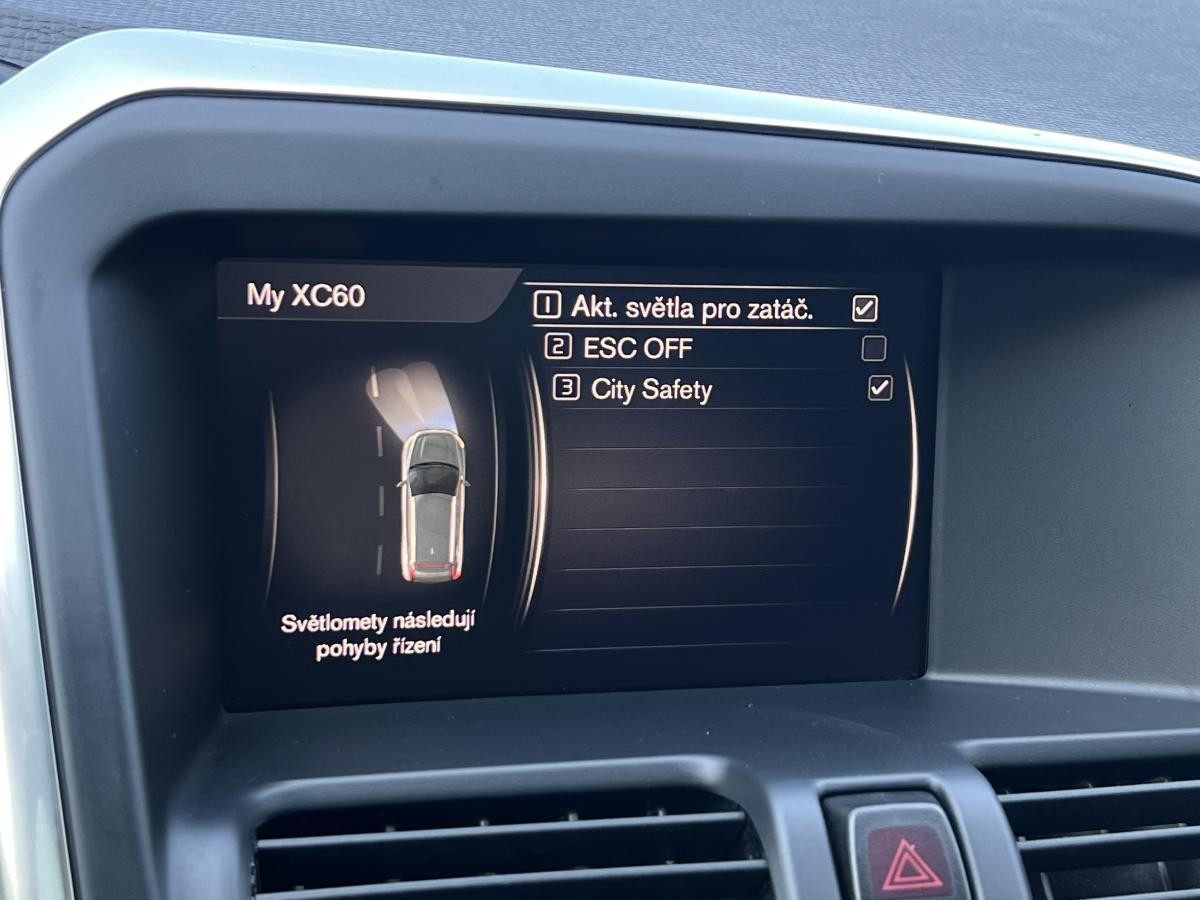 My XC60
1 Akt. světla pro zatáč.
2 ESC OFF
3 City Safety
Světlomety následují
pohyby řízení